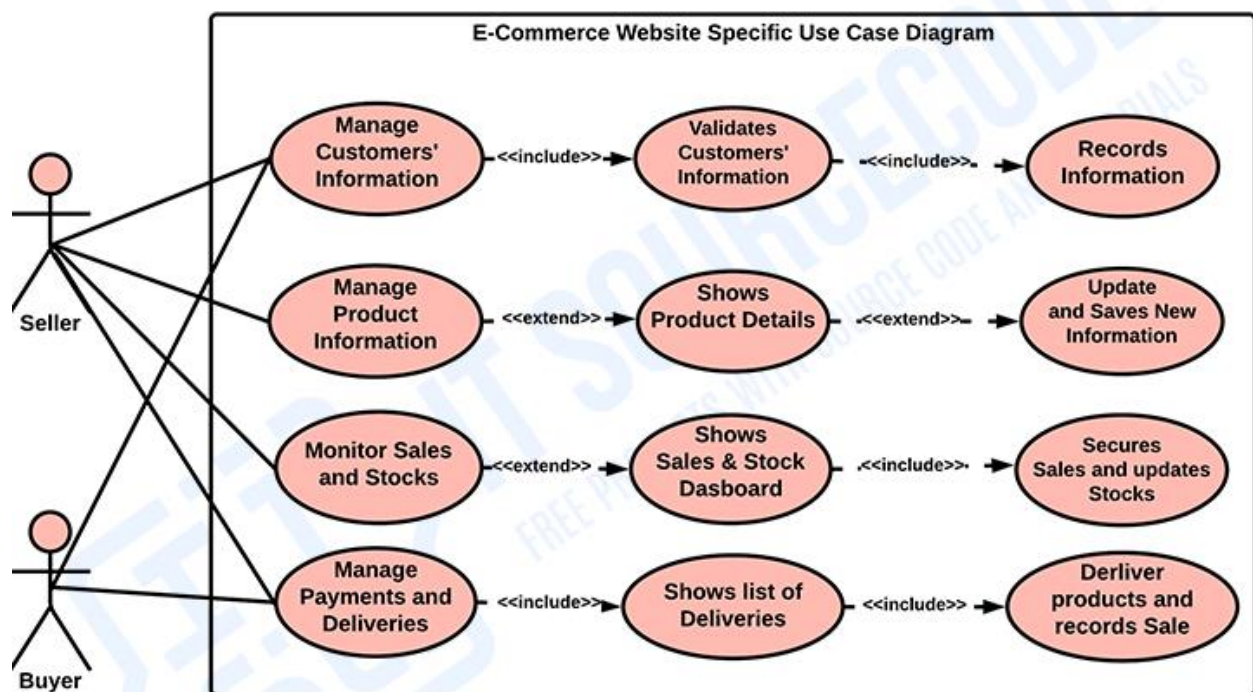 E-Commerce Website Specific Use Case Diagram
Manage
Customers'
Information
<<include>>
Validates
Customers'
Information
<<include>>
Records
Information
Seller
Manage
Product
Information
<<extend>>
Shows
Product Details
<<extend>>
Update
and Saves New
Information
Monitor Sales
and Stocks
<<extend>>
Shows
Sales & Stock
Dasboard
<<include>>
Secures
Sales and updates
Stocks
Buyer
Manage
Payments and
Deliveries
<<include>>
Shows list of
Deliveries
<<include>>
Derliver
products and
records Sale
IT SOURCECODE